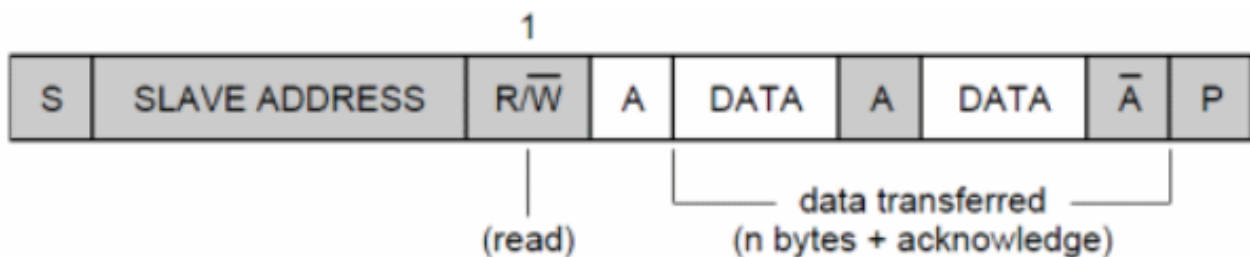 1
S SLAVE ADDRESS R/W̅ A DATA A DATA A̅ P
data transferred
(read) (n bytes + acknowledge)